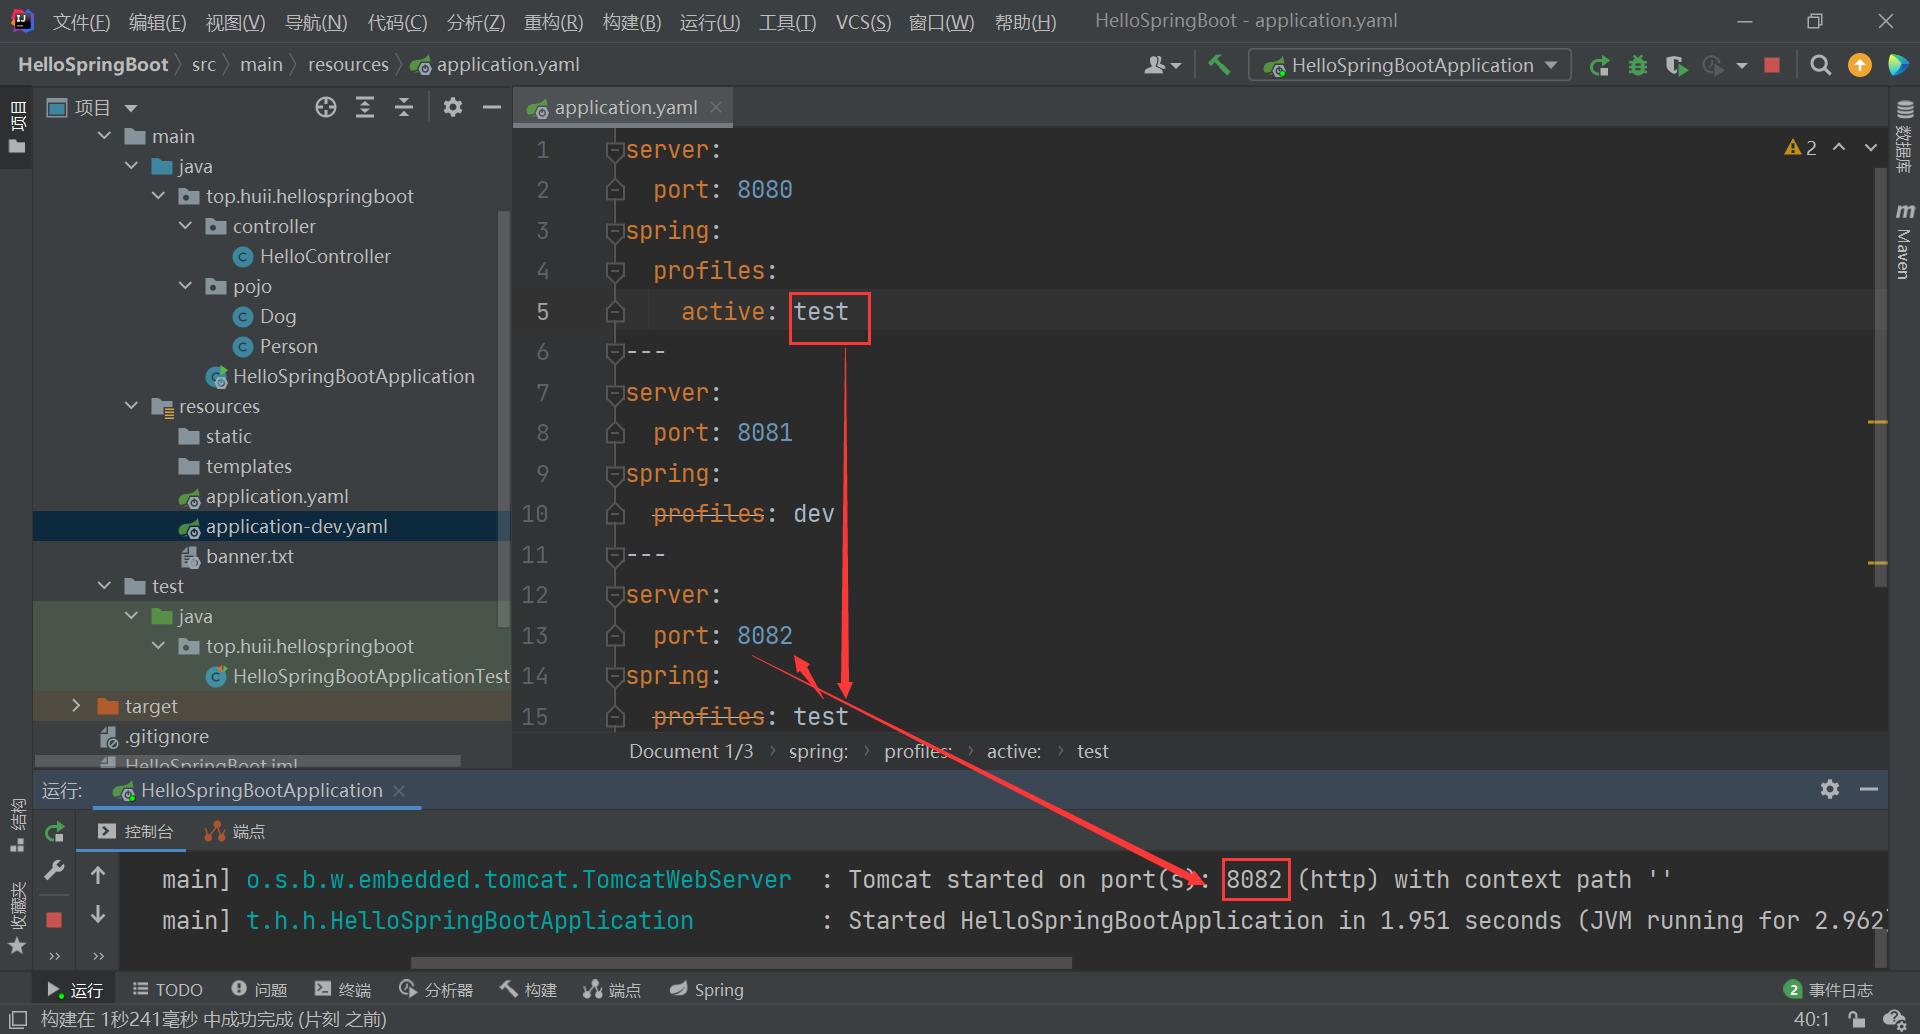 文件(F) 编辑(E) 视图(V) 导航(N) 代码(C) 分析(Z) 重构(R) 构建(B) 运行(U) 工具(T) VCS(S) 窗口(W) 帮助(H) HelloSpringBoot - application.yaml
HelloSpringBoot src main resources application.yaml
HelloSpringBootApplication
项目
项目
main
java
top.huii.hellospringboot
controller
HelloController
pojo
Dog
Person
HelloSpringBootApplication
resources
static
templates
application.yaml
application-dev.yaml
banner.txt
test
java
top.huii.hellospringboot
HelloSpringBootApplicationTest
target
.gitignore
HelloSpringBoot.iml
application.yaml
1 server:
2 port: 8080
3 spring:
4 profiles:
5 active: test
6 ---
7 server:
8 port: 8081
9 spring:
10 profiles: dev
11 ---
12 server:
13 port: 8082
14 spring:
15 profiles: test
2
数据库
m Maven
Document 1/3 spring: profiles: active: test
运行: HelloSpringBootApplication
控制台 端点
结构
收藏夹
main] o.s.b.w.embedded.tomcat.TomcatWebServer : Tomcat started on port(s): 8082 (http) with context path ''
main] t.h.h.HelloSpringBootApplication : Started HelloSpringBootApplication in 1.951 seconds (JVM running for 2.962
运行 TODO 问题 终端 分析器 构建 端点 Spring 2 事件日志
构建在 1秒241毫秒 中成功完成 (片刻 之前) 40:1